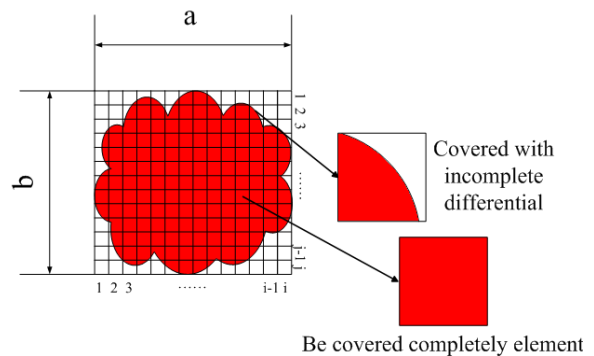 a
b
1
2
3
......
j-1
j
1 2 3 ...... i-1 i
Covered with
incomplete
differential
Be covered completely element